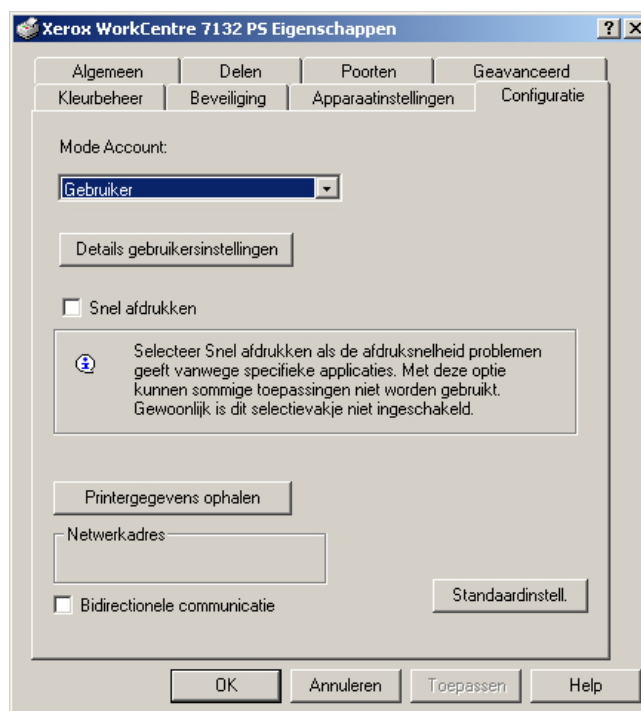 Xerox WorkCentre 7132 PS Eigenschappen
Algemeen Delen Poorten Geavanceerd
Kleurbeheer Beveiliging Apparaatinstellingen Configuratie
Mode Account:
Gebruiker
Details gebruikersinstellingen
Snel afdrukken
Selecteer Snel afdrukken als de afdruksnelheid problemen
geeft vanwege specifieke applicaties. Met deze optie
kunnen sommige toepassingen niet worden gebruikt.
Gewoonlijk is dit selectievakje niet ingeschakeld.
Printergegevens ophalen
Netwerkadres
Bidirectionele communicatie
Standaardinstell.
OK Annuleren Toepassen Help